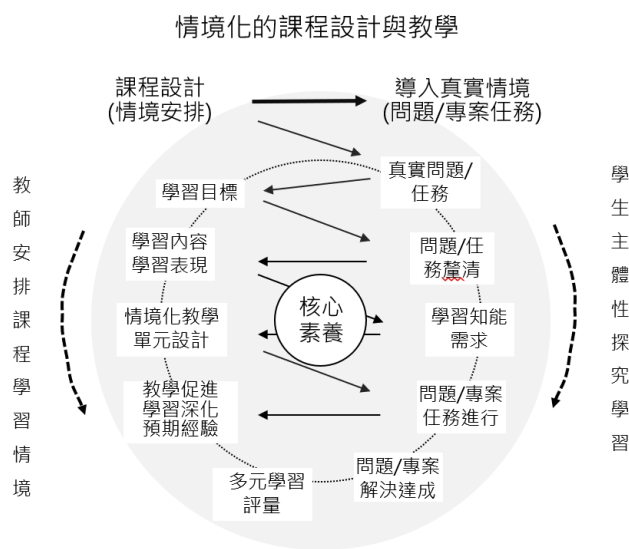 情境化的課程設計與教學
課程設計
(情境安排)
導入真實情境
(問題/專案任務)
教師安排課程學習情境
學習目標
學習內容
學習表現
情境化教學
單元設計
教學促進
學習深化
預期經驗
多元學習
評量
核心
素養
真實問題/
任務
問題/任
務釐清
學習知能
需求
問題/專案
任務進行
問題/專案
解決達成
學生主體性探究學習